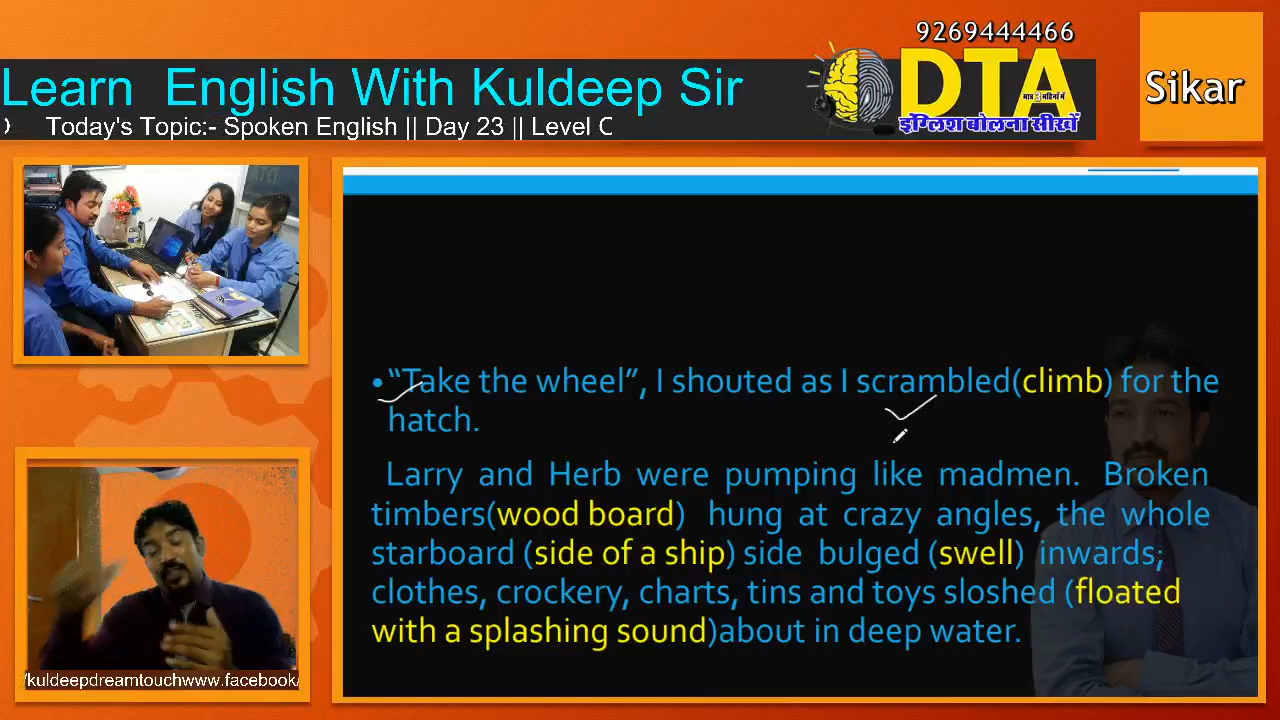 9269444466
Learn English With Kuldeep Sir
DTA
Sikar
Today's Topic:- Spoken English || Day 23 || Level C
इंग्लिश बोलना सीखें
• “Take the wheel”, I shouted as I scrambled(climb) for the
hatch.
Larry and Herb were pumping like madmen. Broken
timbers(wood board) hung at crazy angles, the whole
starboard (side of a ship) side bulged (swell) inwards;
clothes, crockery, charts, tins and toys sloshed (floated
with a splashing sound)about in deep water.
/kuldeepdreamtouchwww.facebook/